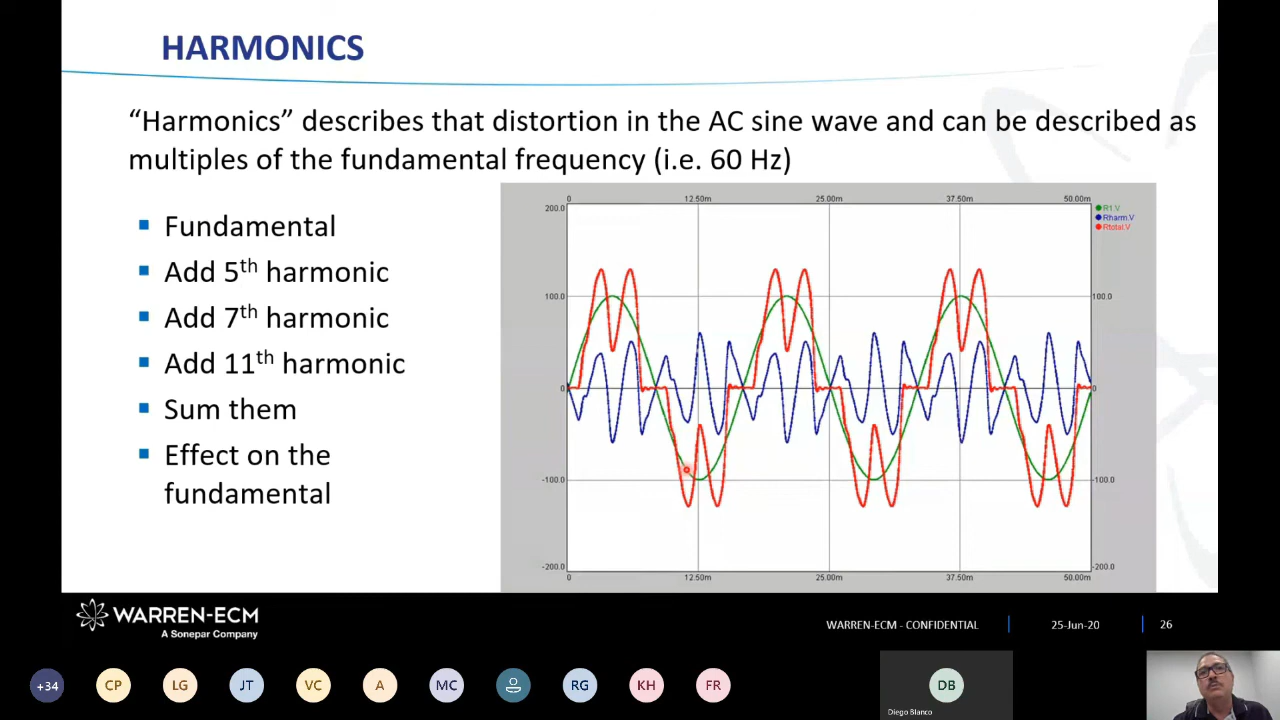 HARMONICS
“Harmonics” describes that distortion in the AC sine wave and can be described as
multiples of the fundamental frequency (i.e. 60 Hz)
Fundamental
Add 5th harmonic
Add 7th harmonic
Add 11th harmonic
Sum them
Effect on the
fundamental
0 12.50m 25.00m 37.50m 50.00m
200.0
R1.V
Rharm.V
Rtotal.V
100.0 100.0
0 0
-100.0 -100.0
-200.0 -200.0
0 12.50m 25.00m 37.50m 50.00m
WARREN-ECM
A Sonepar Company
WARREN-ECM - CONFIDENTIAL 25-Jun-20 26
+34 CP LG JT VC A MC RG KH FR DB
Diego Blanco